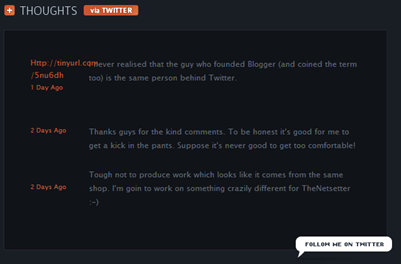 THOUGHTS via TWITTER
Http://tinyurl.com
/5nu6dh
1 Day Ago
never realised that the guy who founded Blogger (and coined the term
too) is the same person behind Twitter.
2 Days Ago
Thanks guys for the kind comments. To be honest it's good for me to
get a kick in the pants. Suppose it's never good to get too comfortable!
2 Days Ago
Tough not to produce work which looks like it comes from the same
shop. I'm goin to work on something crazily different for TheNetsetter
:-)
FOLLOW ME ON TWITTER